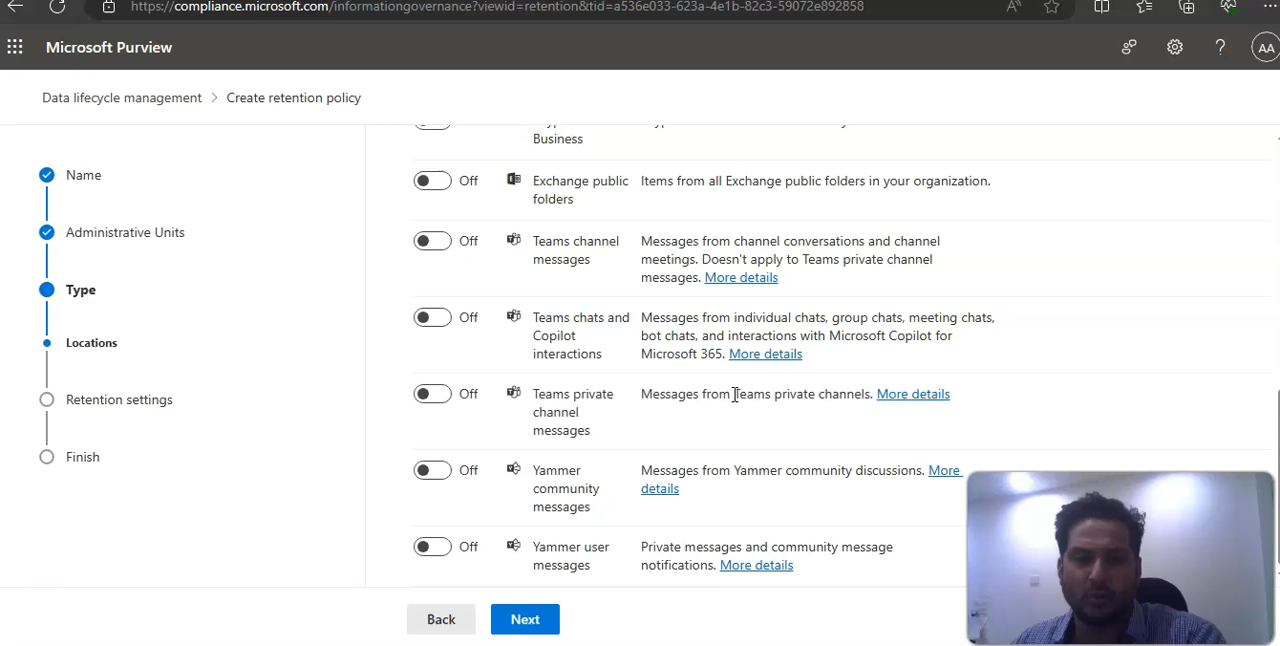 https://compliance.microsoft.com/informationgovernance?viewid=retention&tid=a536e033-623a-4e1b-82c3-59072e892858
Microsoft Purview
AA
Data lifecycle management > Create retention policy
Name
Administrative Units
Type
Locations
Retention settings
Finish
Business
Off
Exchange public
folders
Items from all Exchange public folders in your organization.
Off
Teams channel
messages
Messages from channel conversations and channel
meetings. Doesn't apply to Teams private channel
messages. More details
Off
Teams chats and
Copilot
interactions
Messages from individual chats, group chats, meeting chats,
bot chats, and interactions with Microsoft Copilot for
Microsoft 365. More details
Off
Teams private
channel
messages
Messages from Teams private channels. More details
Off
Yammer
community
messages
Messages from Yammer community discussions. More
details
Off
Yammer user
messages
Private messages and community message
notifications. More details
Back
Next